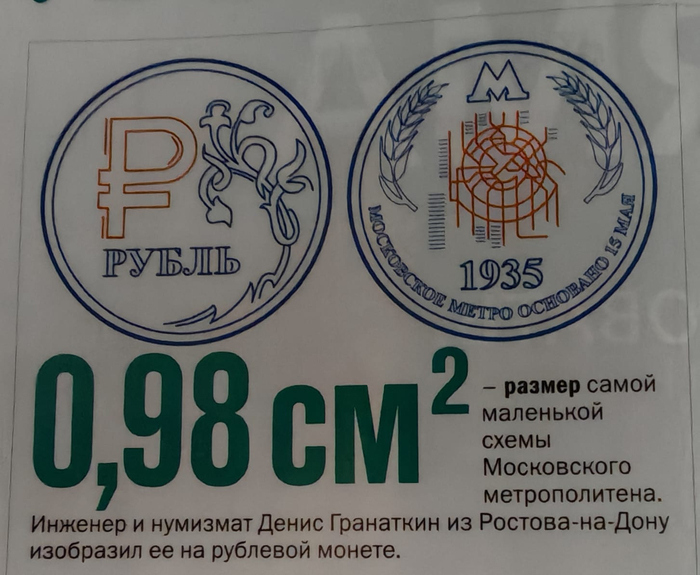 РУБЛЬ
М
1935
МОСКОВСКОЕ МЕТРО ОСНОВАНО 15 МАЯ
0,98 см²
– размер самой
маленькой
схемы
Московского
метрополитена.
Инженер и нумизмат Денис Гранаткин из Ростова-на-Дону
изобразил ее на рублевой монете.